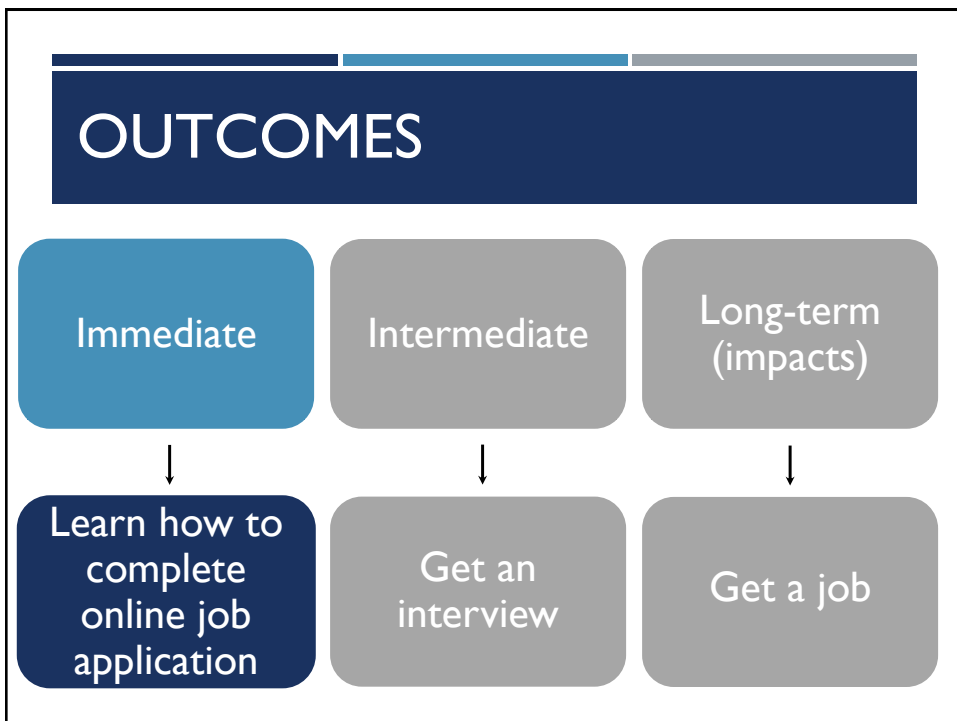 OUTCOMES
Immediate
Intermediate
Long-term
(impacts)
Learn how to
complete
online job
application
Get an
interview
Get a job